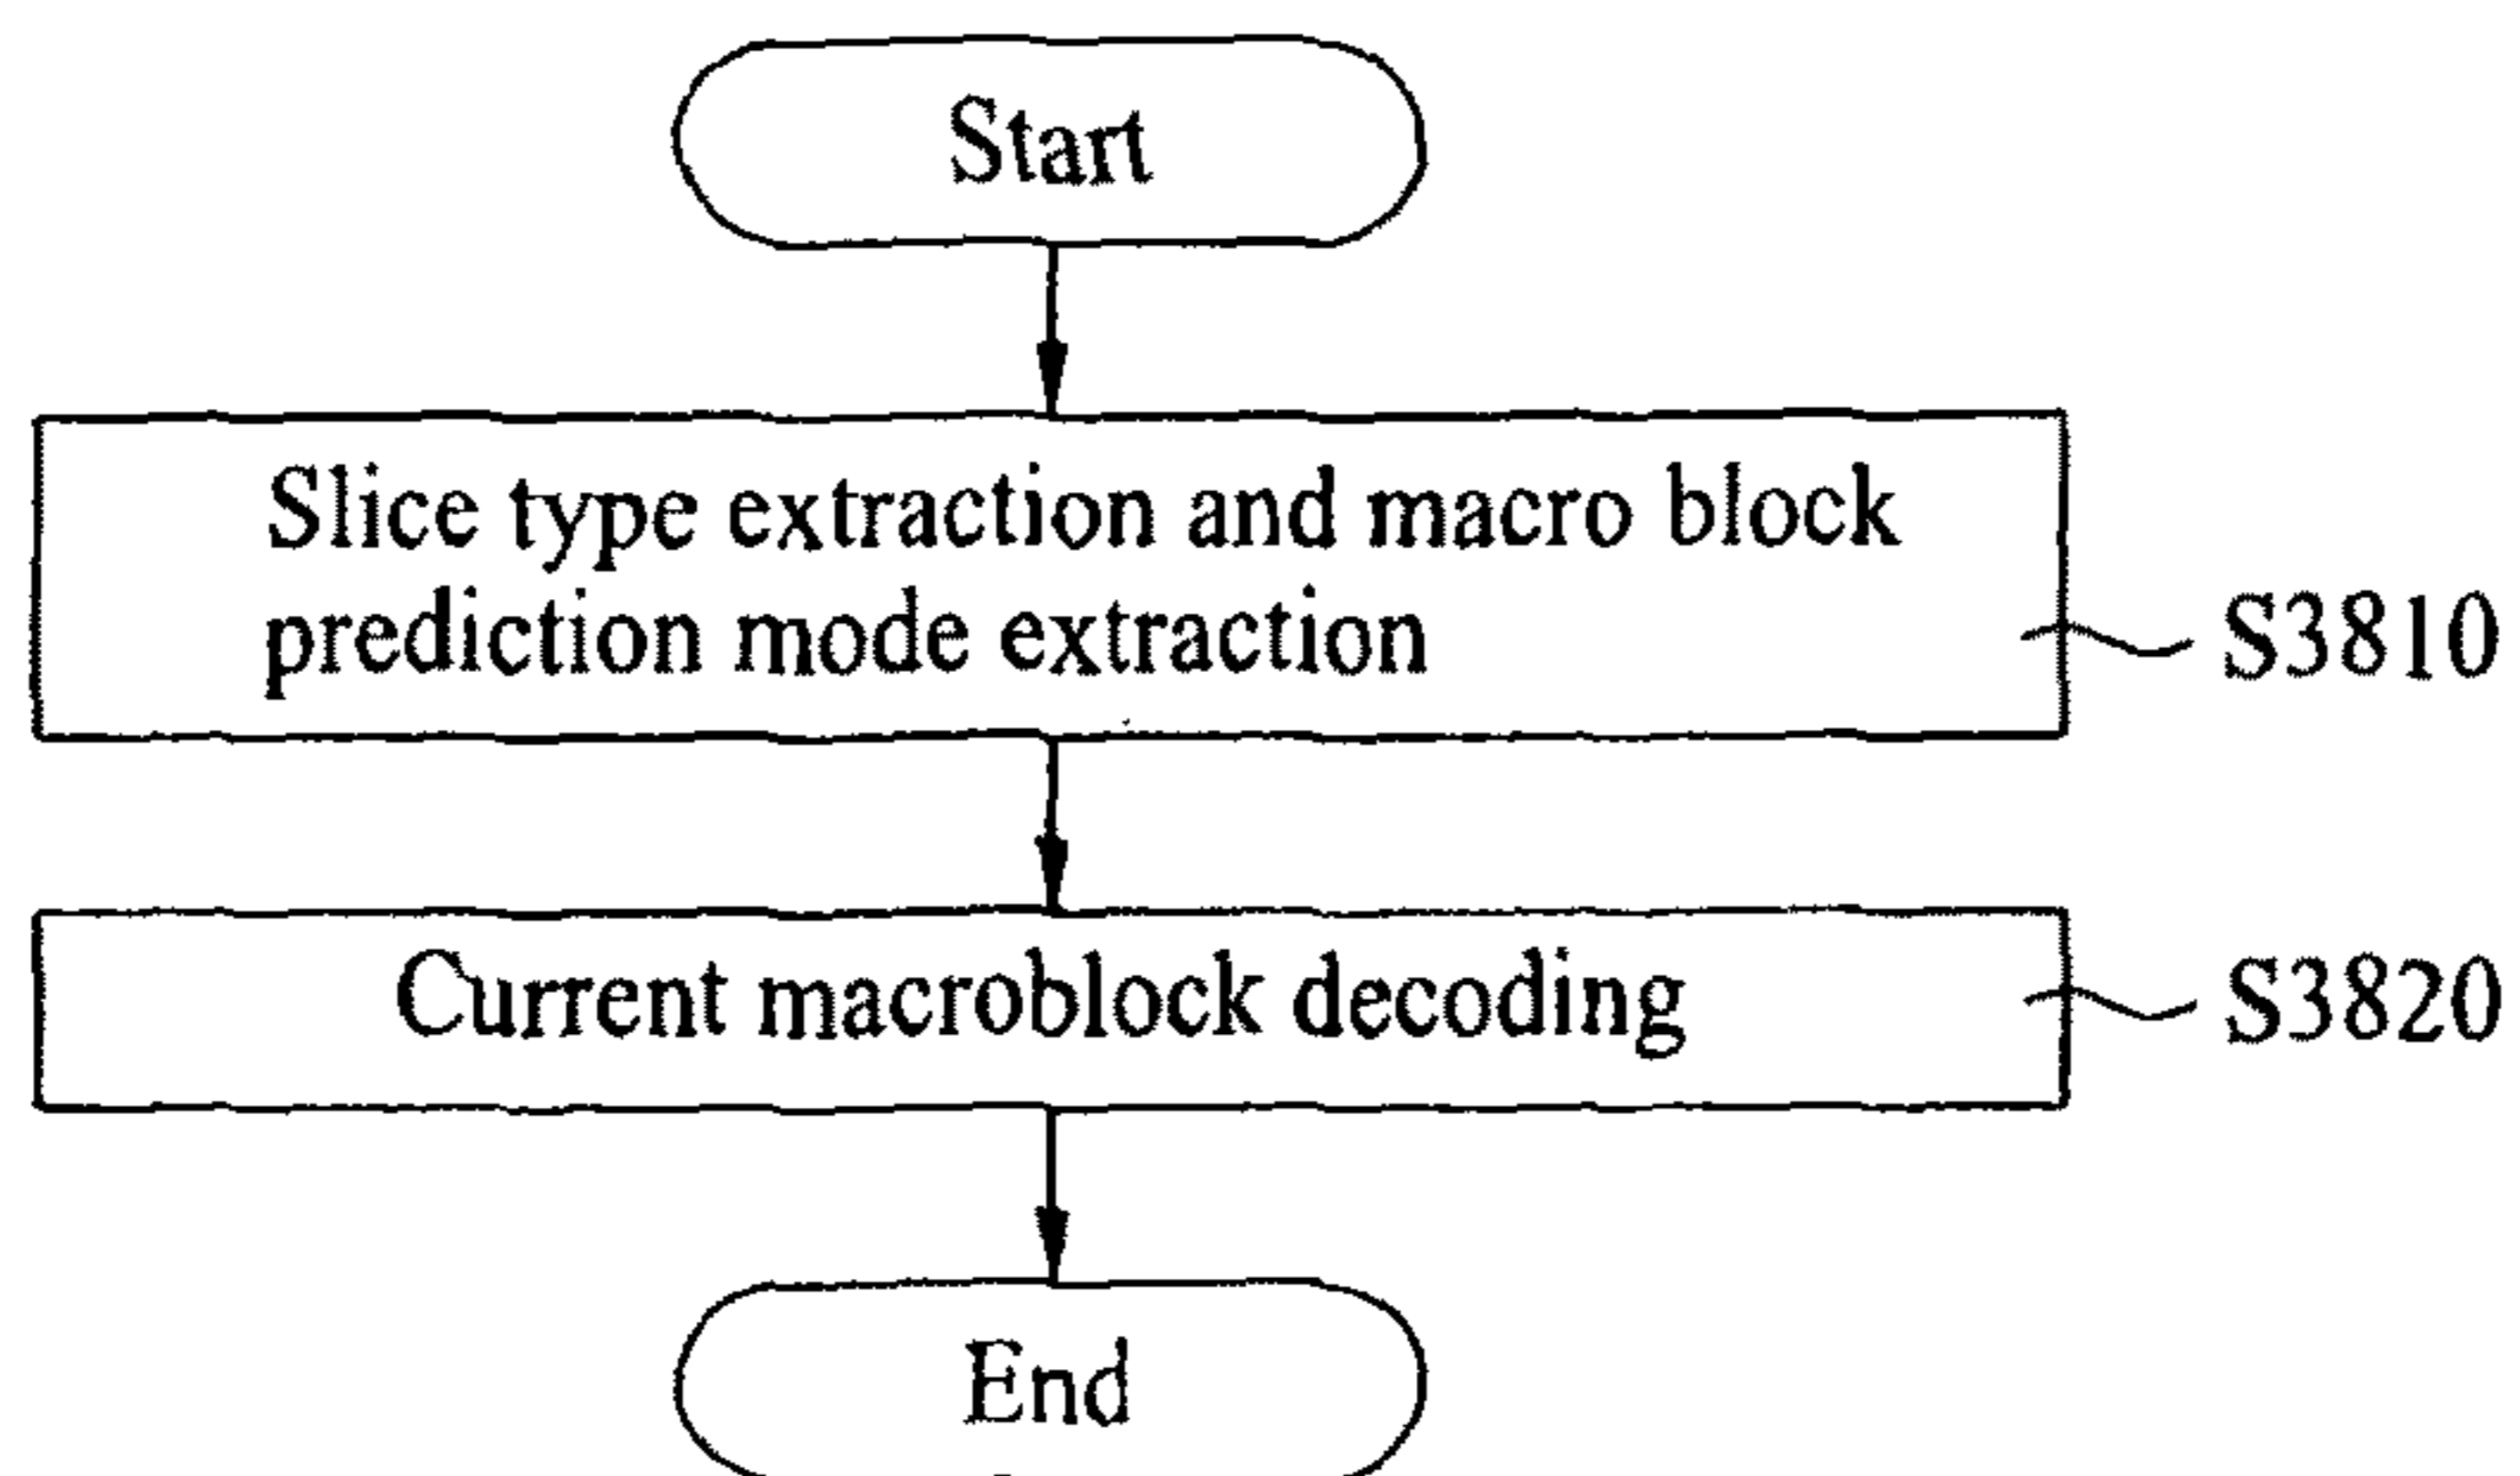 Start
Slice type extraction and macro block
prediction mode extraction
S3810
Current macroblock decoding
S3820
End